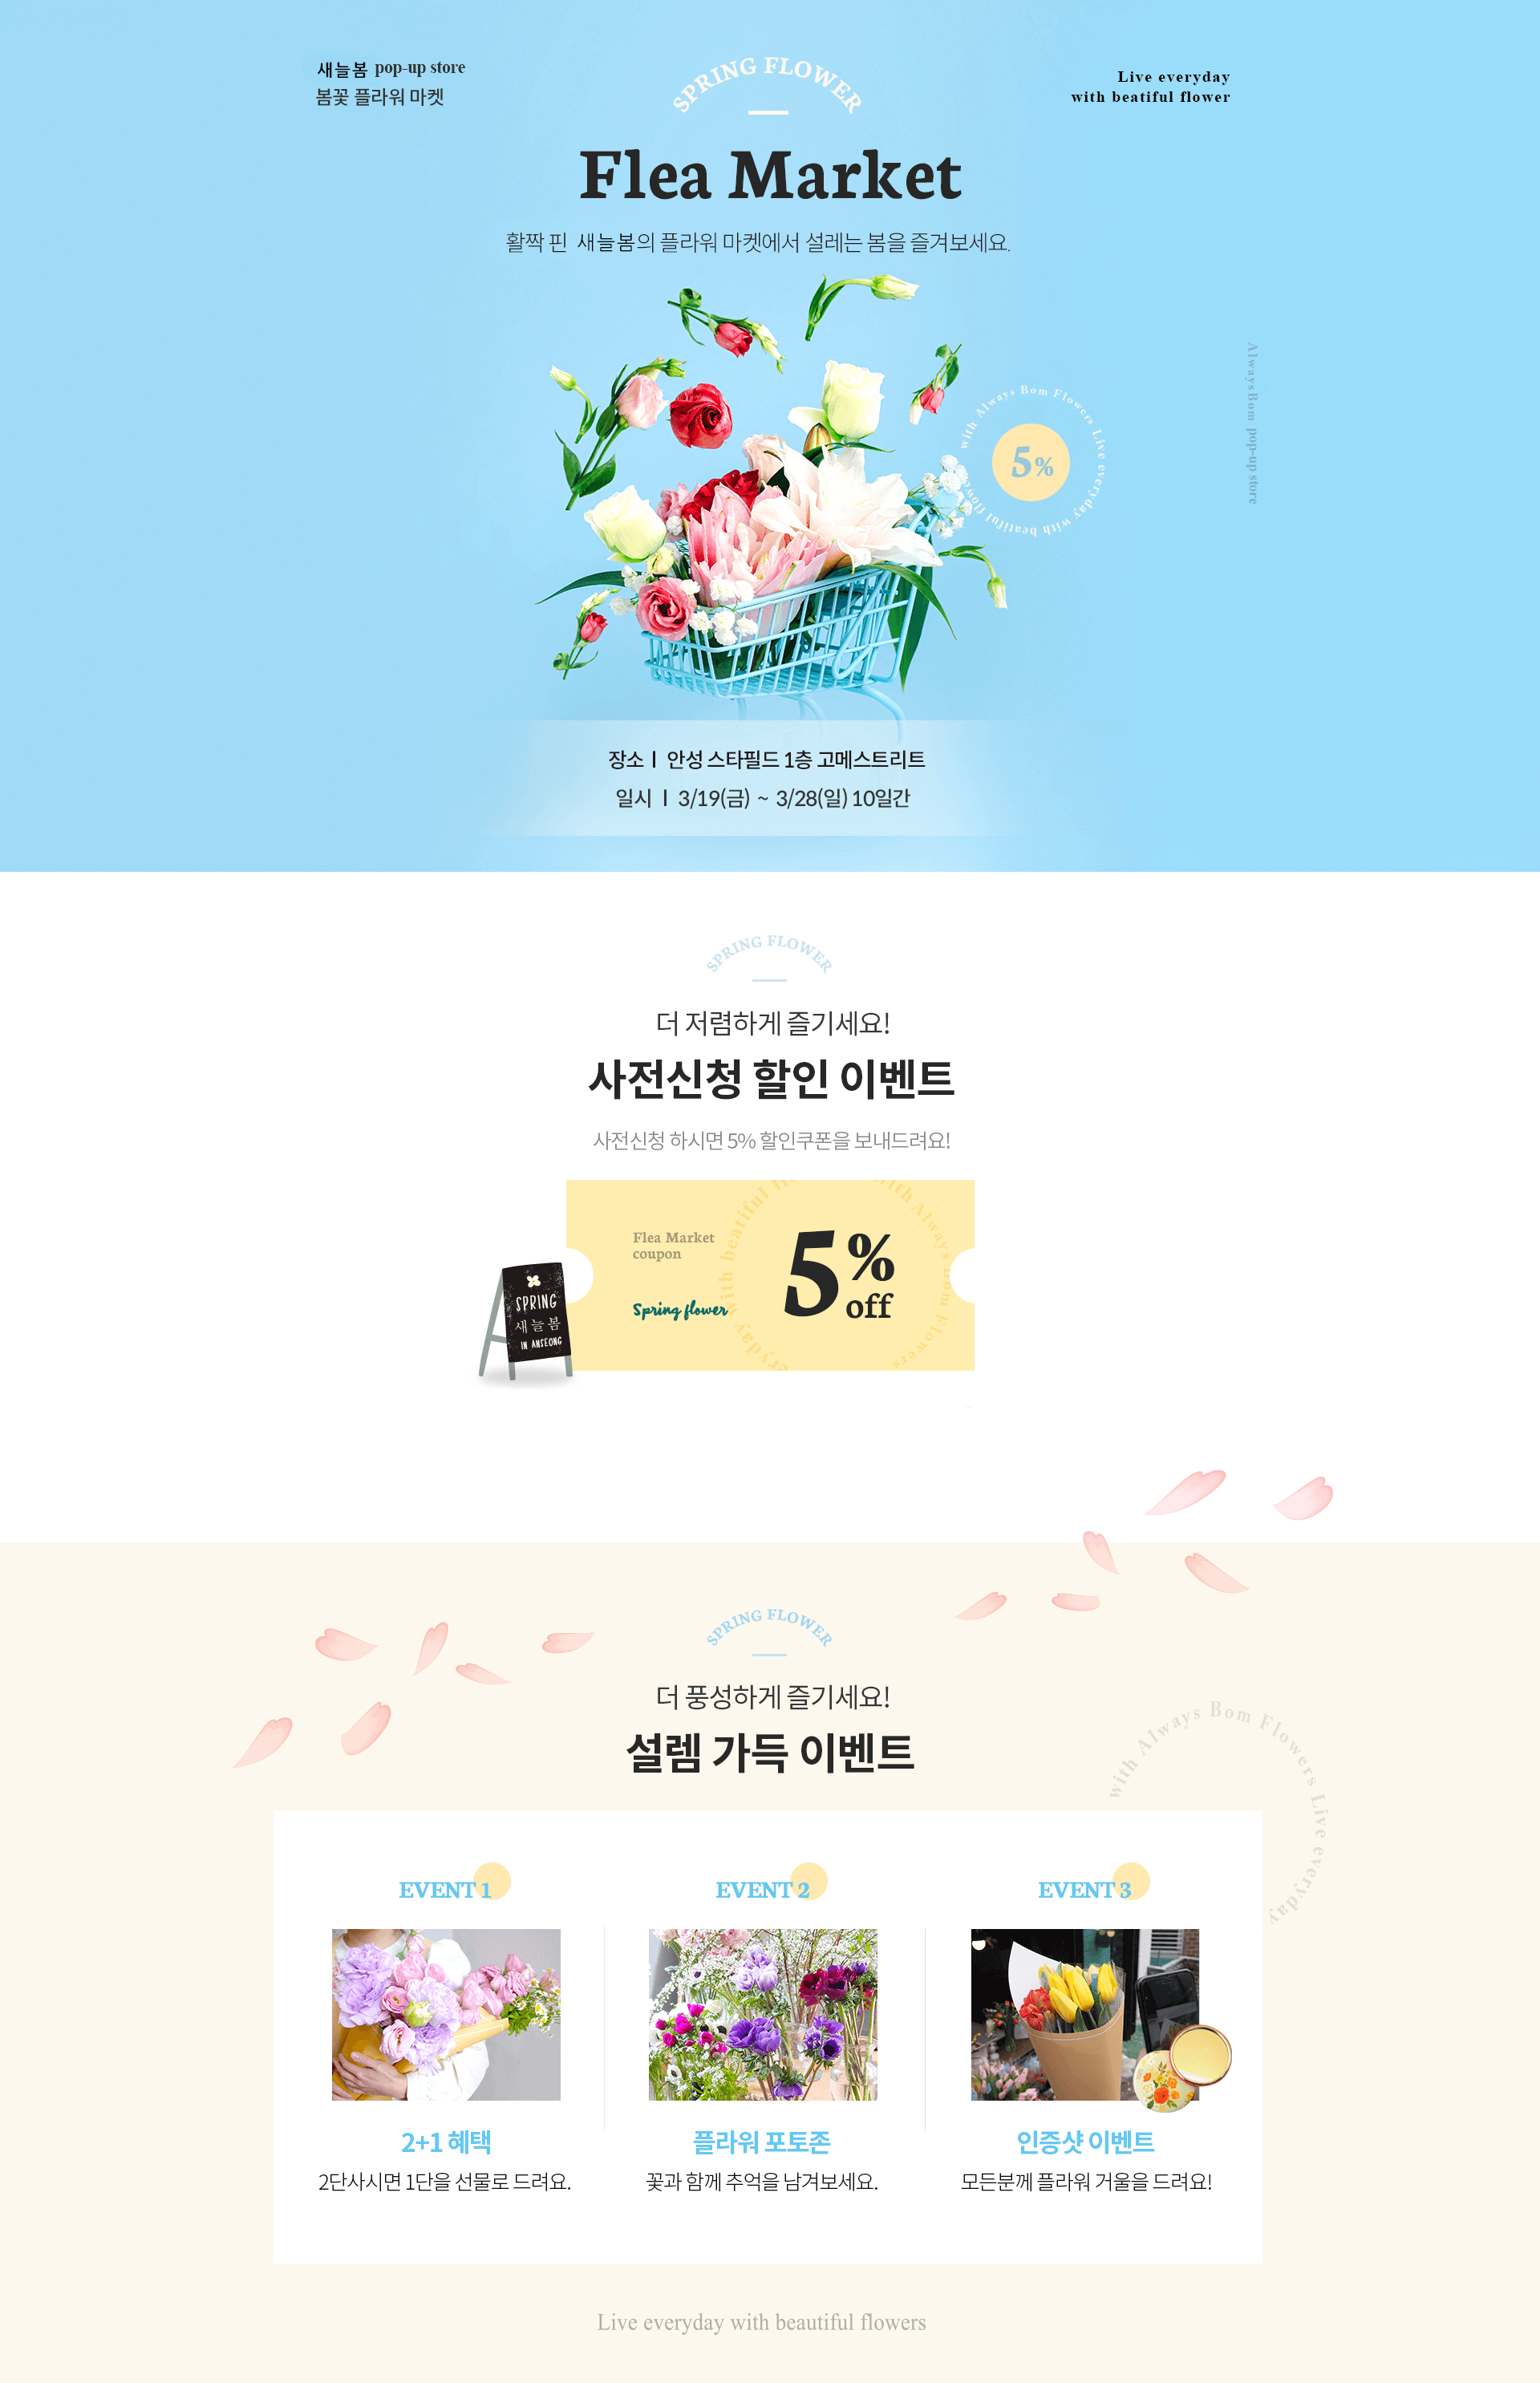 새늘봄 pop-up store
봄꽃 플라워 마켓
SPRING FLOWER
Live everyday
with beatiful flower
Flea Market
활짝 핀 새늘봄의 플라워 마켓에서 설레는 봄을 즐겨보세요.
with Always Bom Flowers Live everyday with beatiful flower
5%
AlwaysBom pop-up store
장소 I 안성 스타필드 1층 고메스트리트
일시 I 3/19(금) ~ 3/28(일) 10일간
SPRING FLOWER
더 저렴하게 즐기세요!
사전신청 할인 이벤트
사전신청 하시면 5% 할인쿠폰을 보내드려요!
Flea Market
coupon
Spring flower
5%
off
with Always Bom Flowers
with beatiful
SPRING
새늘봄
IN ANSEONG
SPRING FLOWER
더 풍성하게 즐기세요!
설렘 가득 이벤트
with Always Bom Flowers Live everyday
EVENT 1
EVENT 2
EVENT 3
2+1 혜택
플라워 포토존
인증샷 이벤트
2단사시면 1단을 선물로 드려요.
꽃과 함께 추억을 남겨보세요.
모든분께 플라워 거울을 드려요!
Live everyday with beautiful flowers